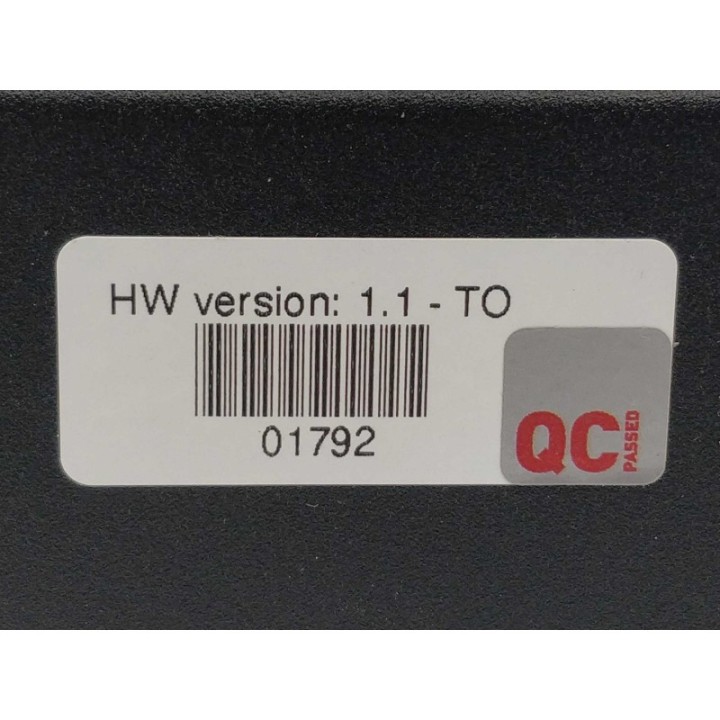 HW version: 1.1 - TO
01792
QC PASSED